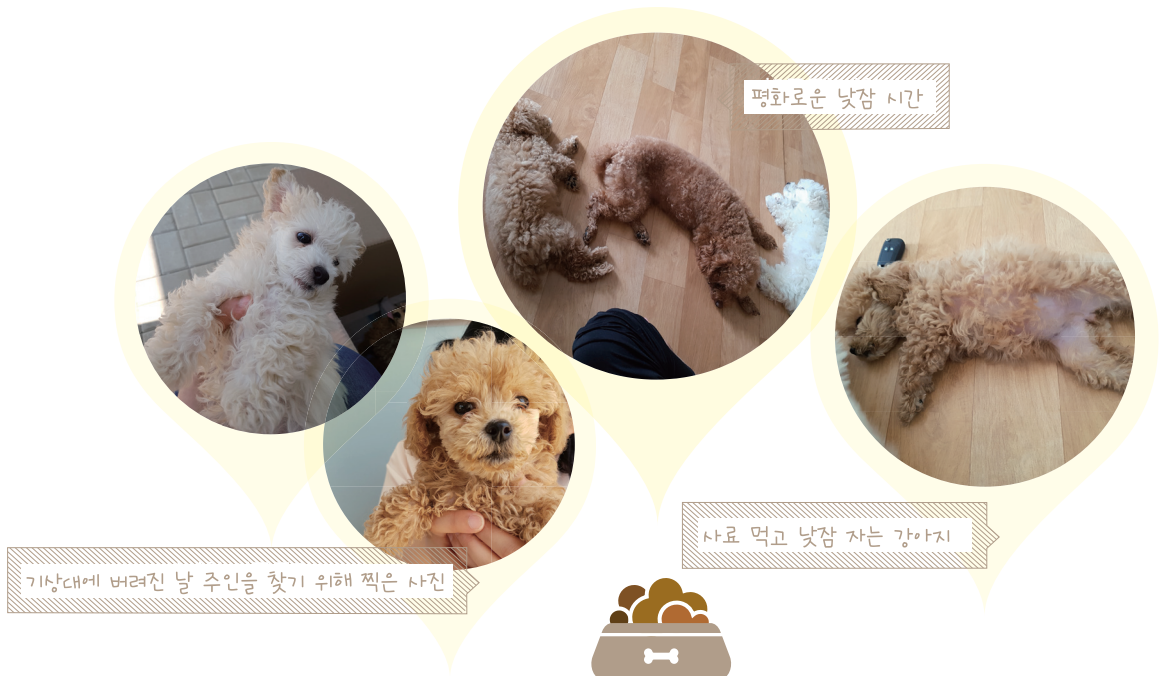 평화로운 낮잠 시간
사료 먹고 낮잠 자는 강아지
기상대에 버려진 날 주인을 찾기 위해 찍은 사진